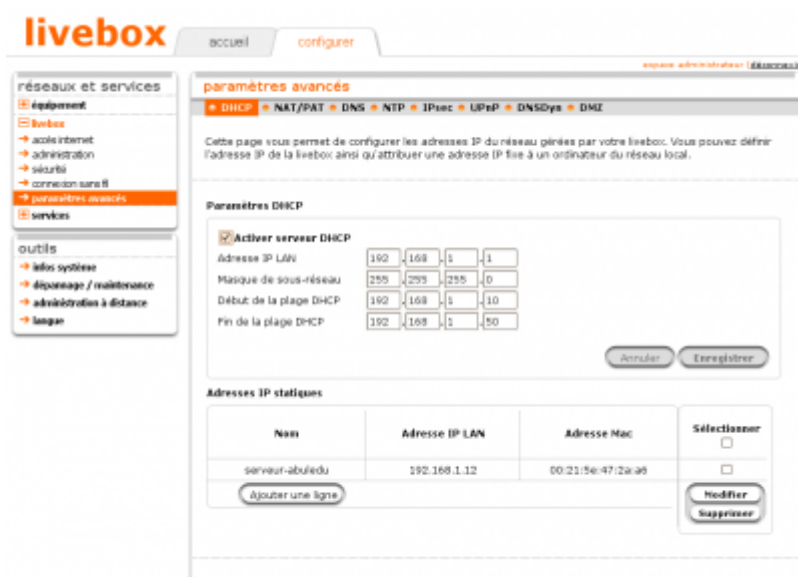 livebox
accueil
configurer
espace administrateur
réseaux et services
équipement
livebox
accès internet
administration
sécurité
connexion sans fil
paramètres avancés
services
outils
infos système
dépannage / maintenance
administration à distance
langue
paramètres avancés
DHCP NAT/PAT DNS NTP IPsec UPnP DNSDyn DMZ
Cette page vous permet de configurer les adresses IP du réseau gérées par votre livebox. Vous pouvez définir
l'adresse IP de la livebox ainsi qu'attribuer une adresse IP fixe à un ordinateur du réseau local.
Paramètres DHCP
Activer serveur DHCP
Adresse IP LAN 192 . 168 . 1 . 1
Masque de sous-réseau 255 . 255 . 255 . 0
Début de la plage DHCP 192 . 168 . 1 . 10
Fin de la plage DHCP 192 . 168 . 1 . 50
Annuler Enregistrer
Adresses IP statiques
Nom Adresse IP LAN Adresse Mac Sélectionner
serveur-abuledu 192.168.1.12 00:21:5e:47:2a:a6
Ajouter une ligne
Modifier
Supprimer